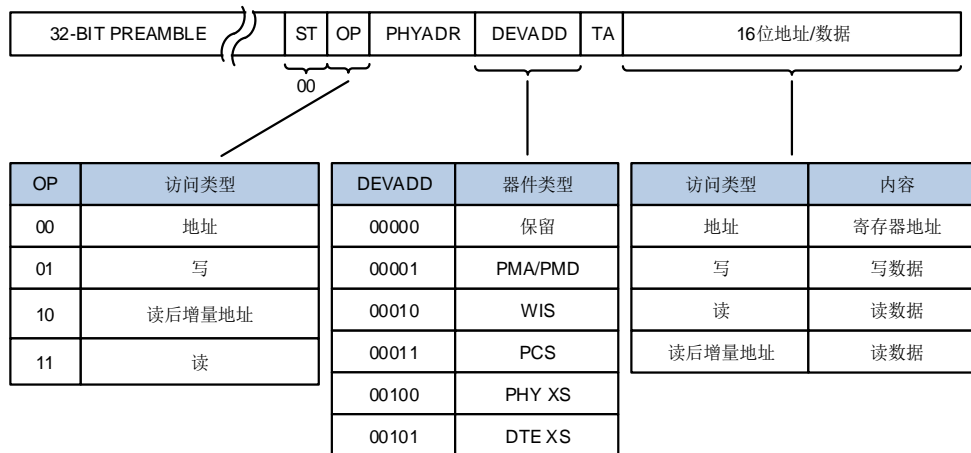 32-BIT PREAMBLE ST OP PHYADR DEVADD TA 16位地址/数据
00
OP 访问类型
00 地址
01 写
10 读后增量地址
11 读
DEVADD 器件类型
00000 保留
00001 PMA/PMD
00010 WIS
00011 PCS
00100 PHY XS
00101 DTE XS
访问类型 内容
地址 寄存器地址
写 写数据
读 读数据
读后增量地址 读数据